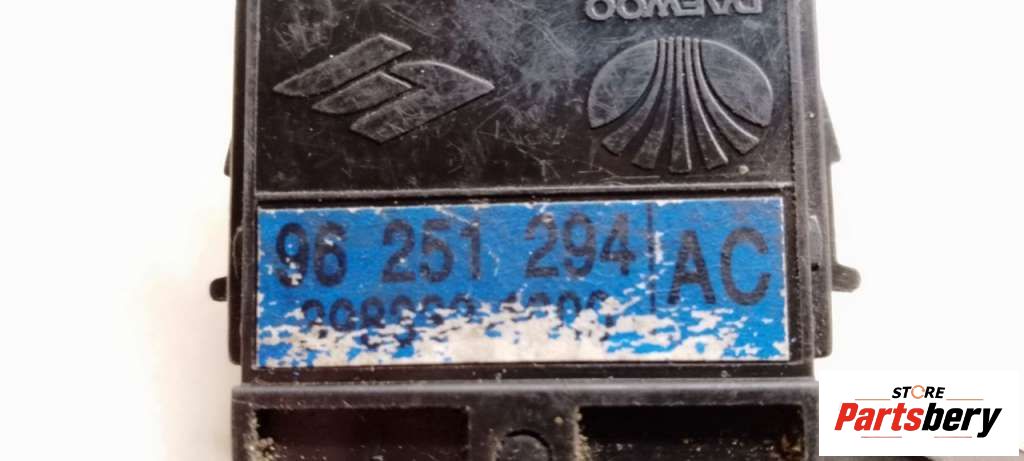 DAEWOO
96 251 294 AC
STORE
Partsbery